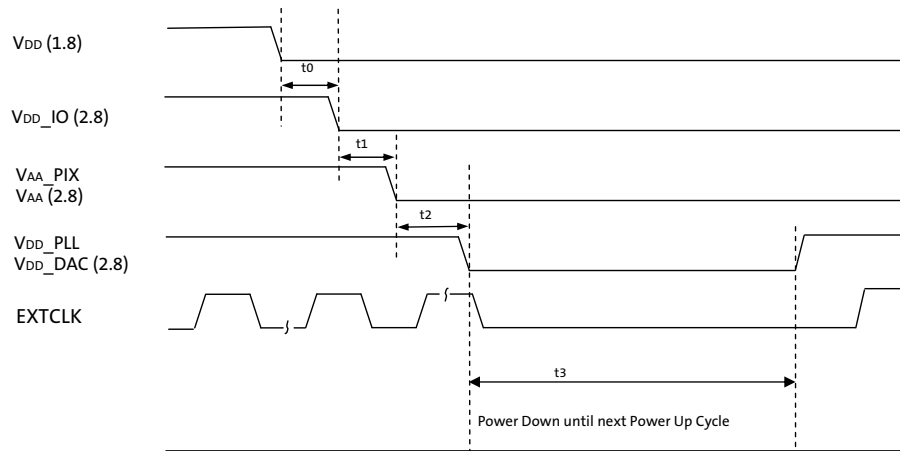 VDD (1.8)
t0
VDD_IO (2.8)
t1
VAA_PIX
VAA (2.8)
t2
VDD_PLL
VDD_DAC (2.8)
EXTCLK
t3
Power Down until next Power Up Cycle